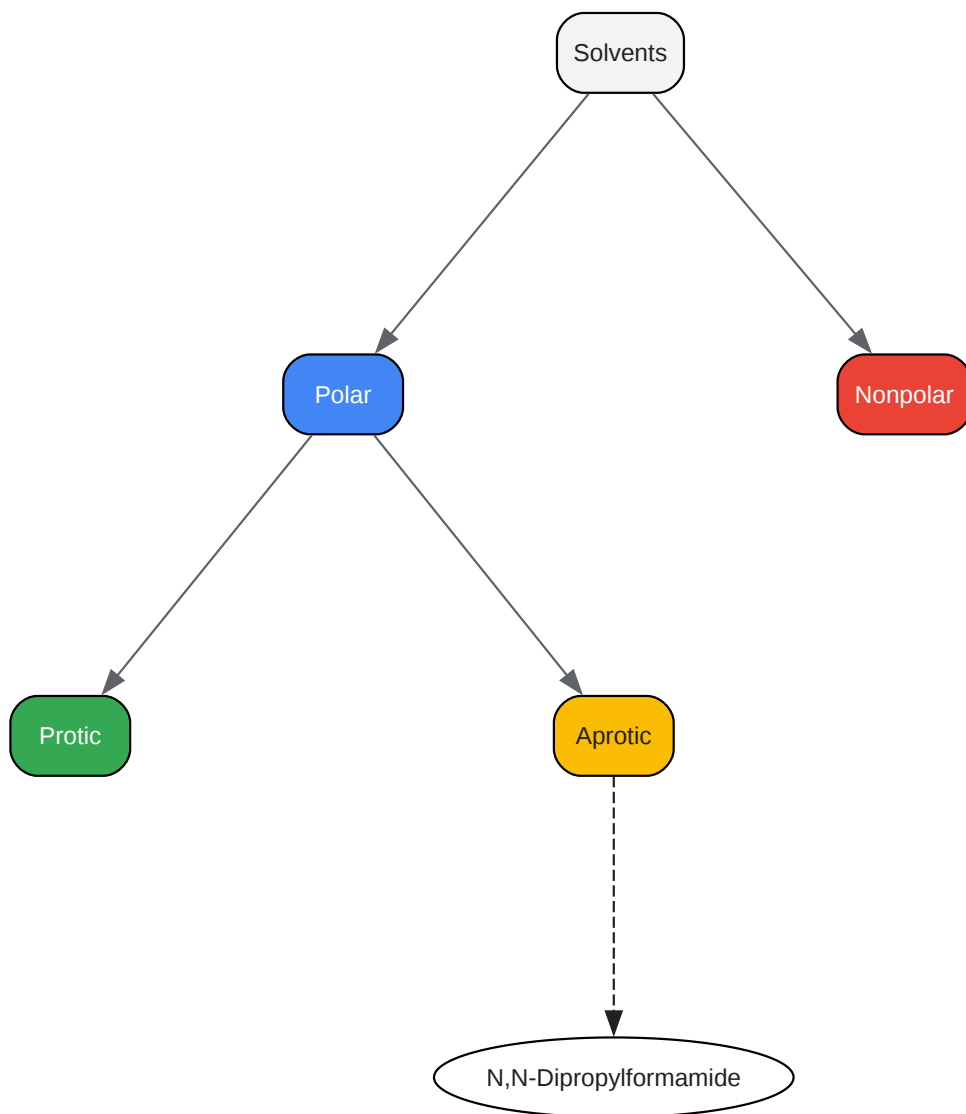 Solvents
Polar
Nonpolar
Protic
Aprotic
N,N-Dipropylformamide